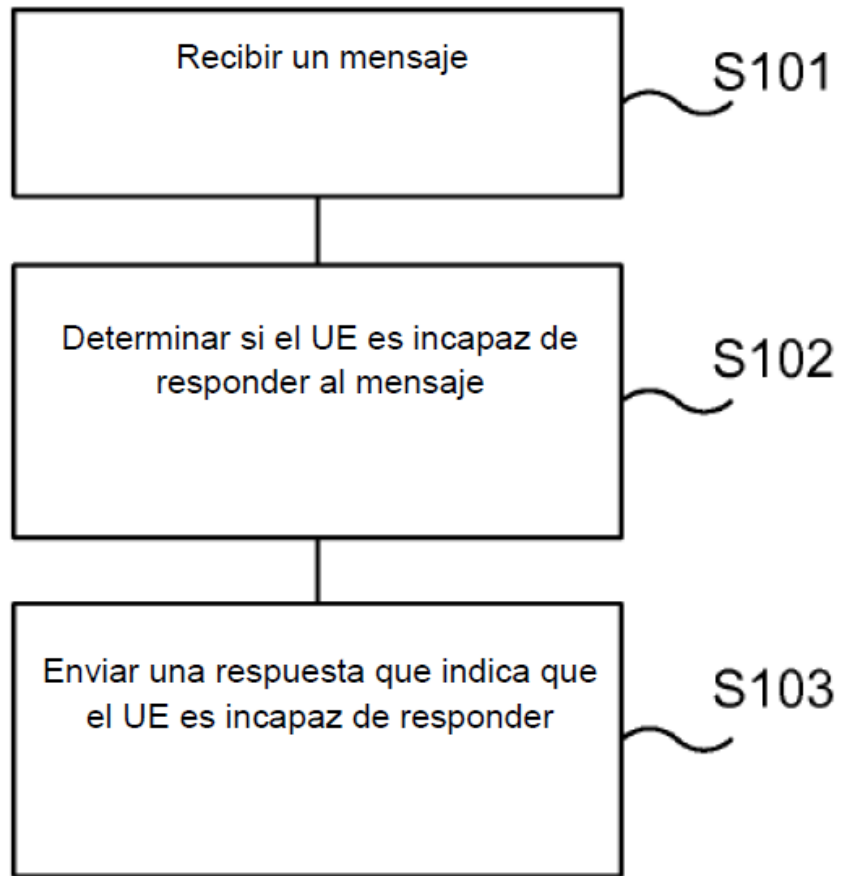 Recibir un mensaje
S101
Determinar si el UE es incapaz de
responder al mensaje
S102
Enviar una respuesta que indica que
el UE es incapaz de responder
S103